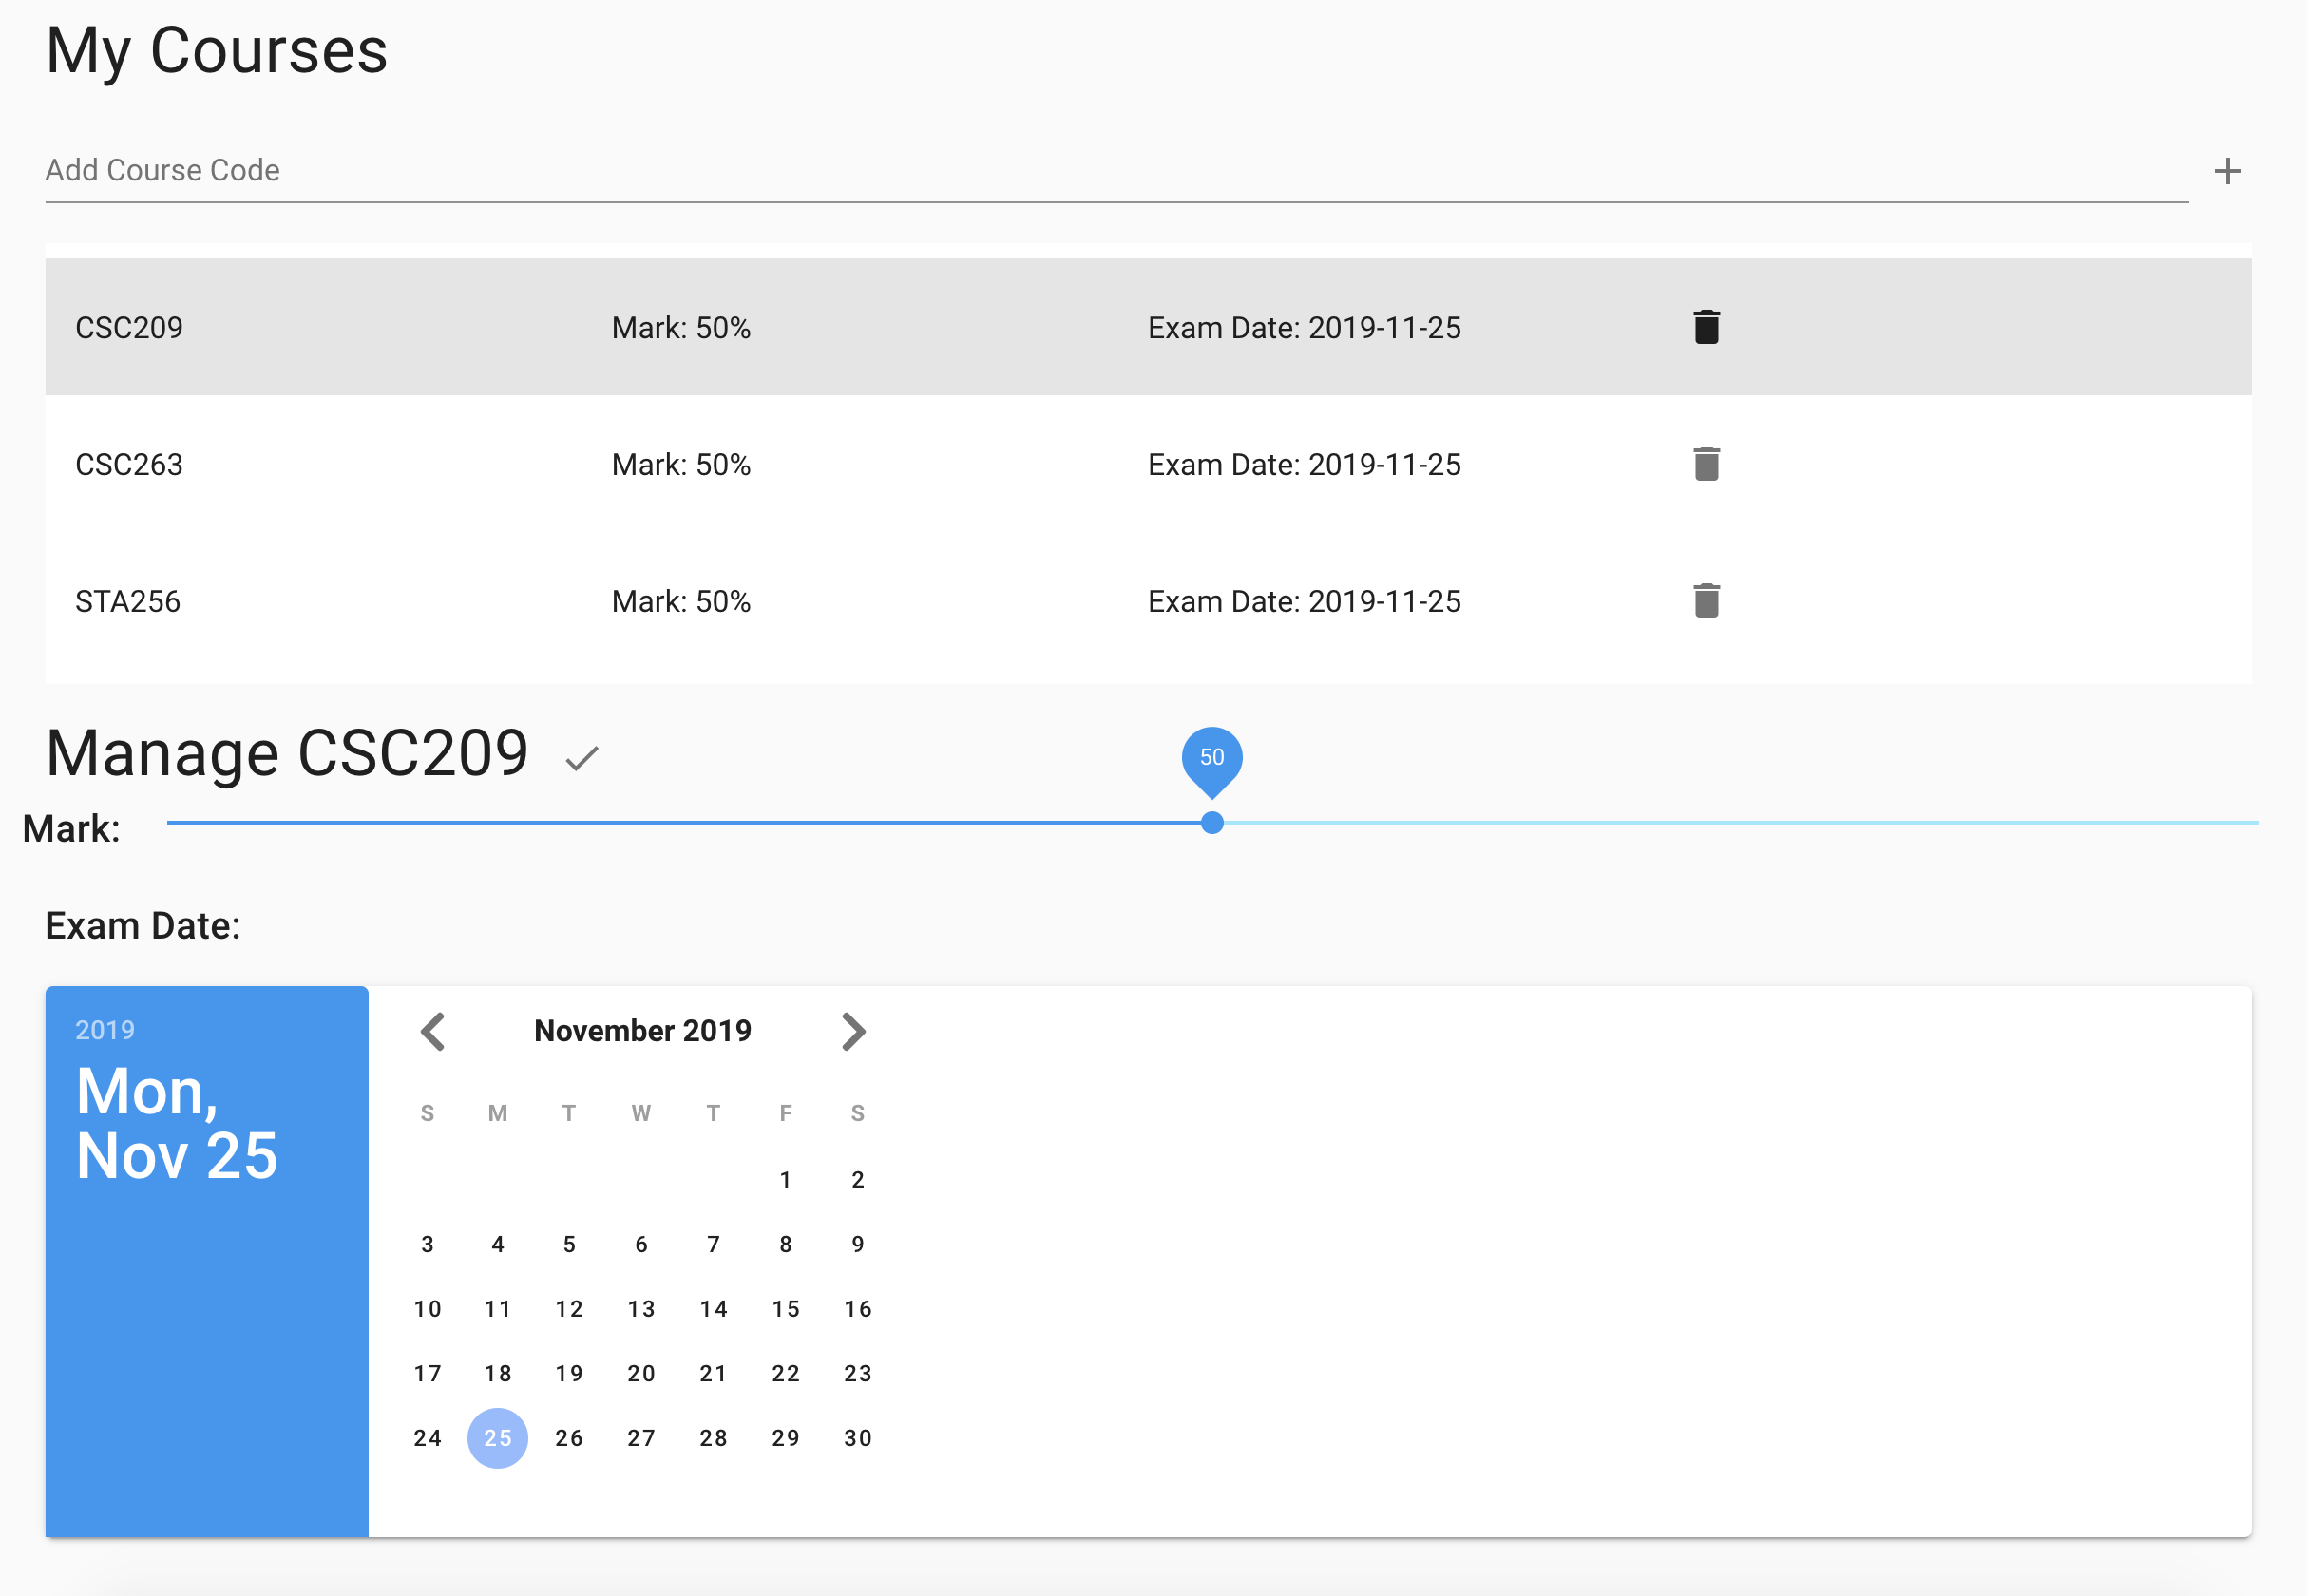 My Courses
Add Course Code
CSC209 Mark: 50% Exam Date: 2019-11-25
CSC263 Mark: 50% Exam Date: 2019-11-25
STA256 Mark: 50% Exam Date: 2019-11-25
Manage CSC209
50
Mark:
Exam Date:
2019
Mon,
Nov 25
November 2019
S M T W T F S
1 2
3 4 5 6 7 8 9
10 11 12 13 14 15 16
17 18 19 20 21 22 23
24 25 26 27 28 29 30